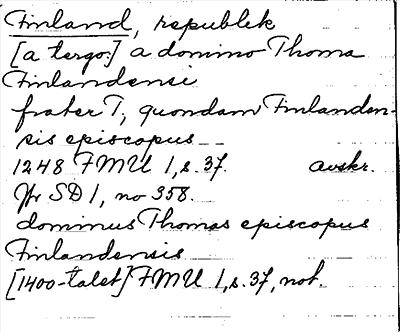 Finland, republik
[a tergo:] a domino Thoma
Finlandensi
frater T, quondam Finlanden-
sis episcopus
1248 FMU 1, s. 37. avskr.
Jfr SD 1, no 358.
dominus Thomas episcopus
Finlandensis
[1400-talet] FMU 1, s. 37, not.